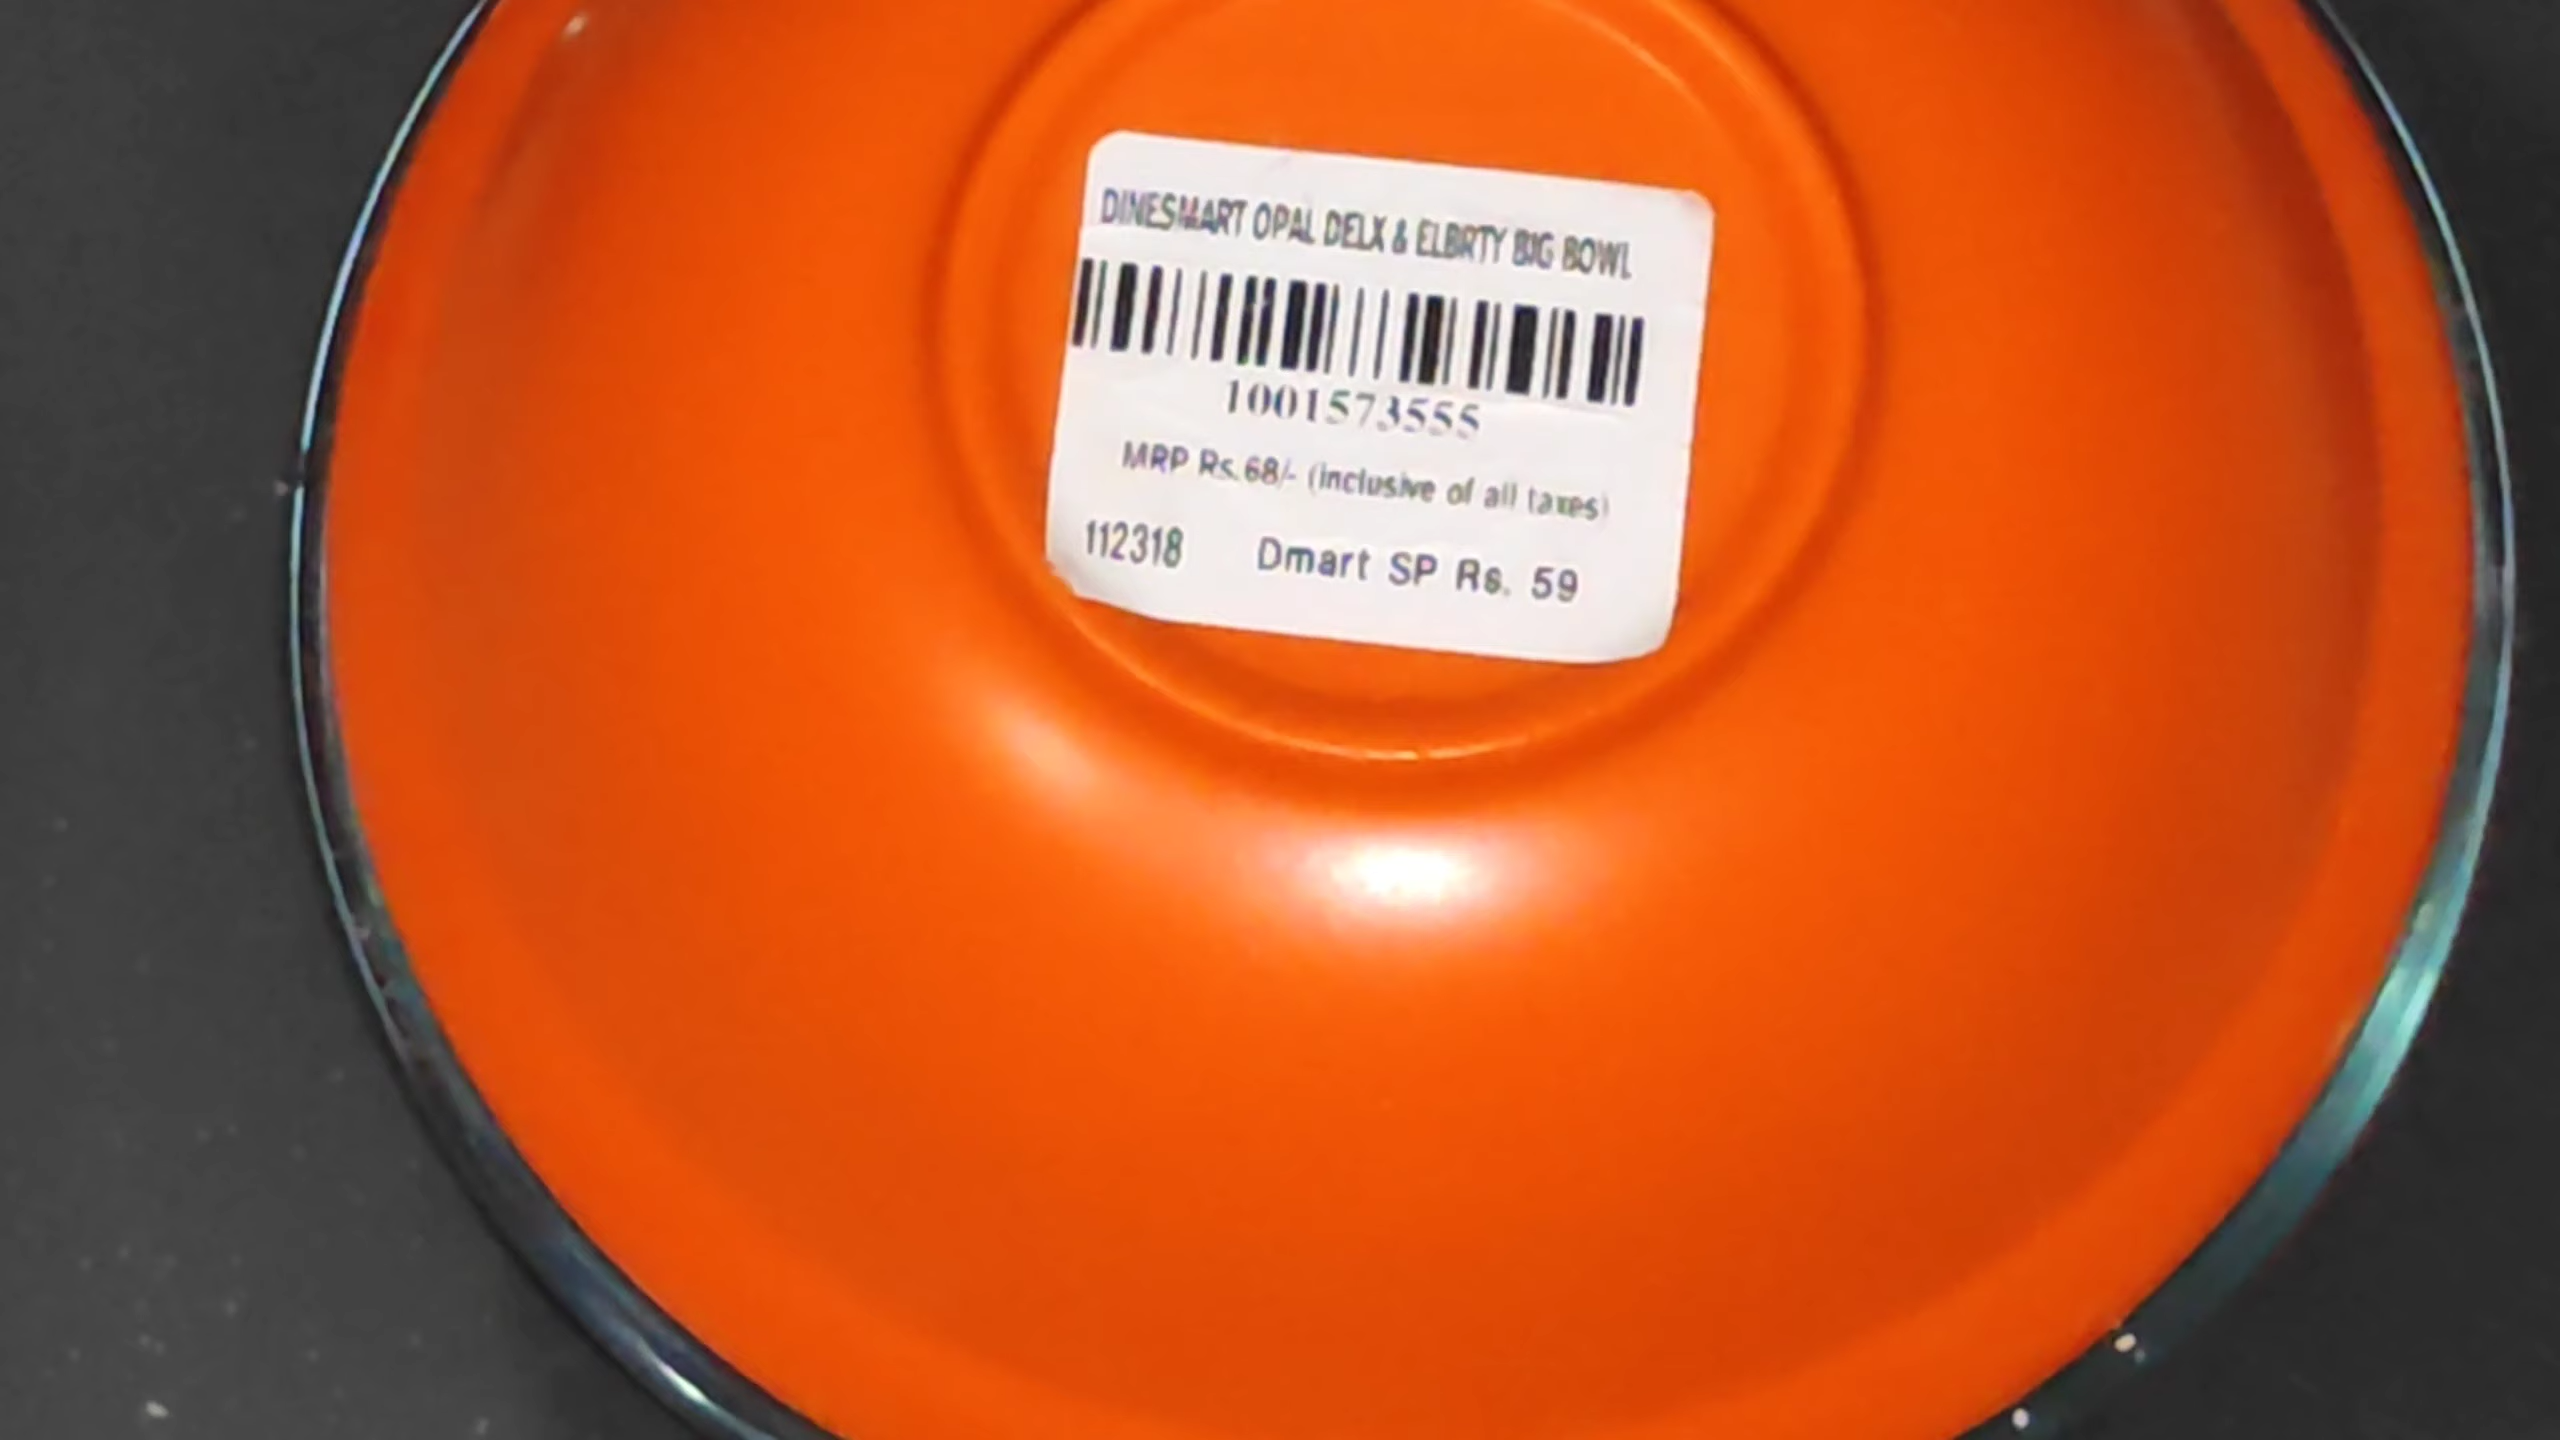 DINESMART OPAL DELX & ELBRTY BIG BOWL
1001573555
MRP Rs.68/- (inclusive of all taxes)
112318 Dmart SP Rs. 59